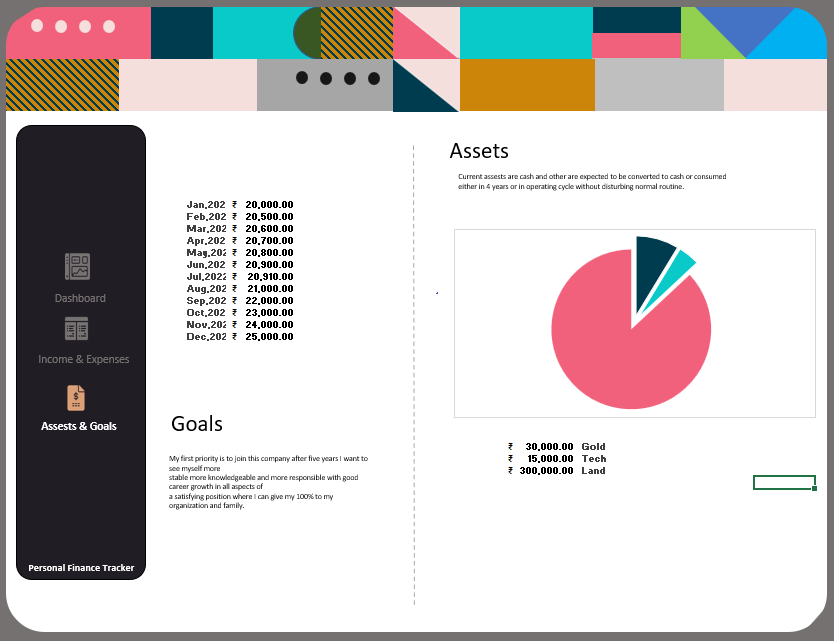 Dashboard
Income & Expenses
Assests & Goals
Personal Finance Tracker
Jan,202 ₹ 20,000.00
Feb,202 ₹ 20,500.00
Mar,202 ₹ 20,600.00
Apr,202 ₹ 20,700.00
May,202 ₹ 20,800.00
Jun,202 ₹ 20,900.00
Jul,2022 ₹ 20,910.00
Aug,202 ₹ 21,000.00
Sep,202 ₹ 22,000.00
Oct,202 ₹ 23,000.00
Nov,202 ₹ 24,000.00
Dec,202 ₹ 25,000.00
Goals
My first priority is to join this company after five years I want to
see myself more
stable more knowledgeable and more responsible with good
career growth in all aspects of
a satisfying position where I can give my 100% to my
organization and family.
Assets
Current assests are cash and other are expected to be converted to cash or consumed
either in 4 years or in operating cycle without disturbing normal routine.
₹ 30,000.00 Gold
₹ 15,000.00 Tech
₹ 300,000.00 Land